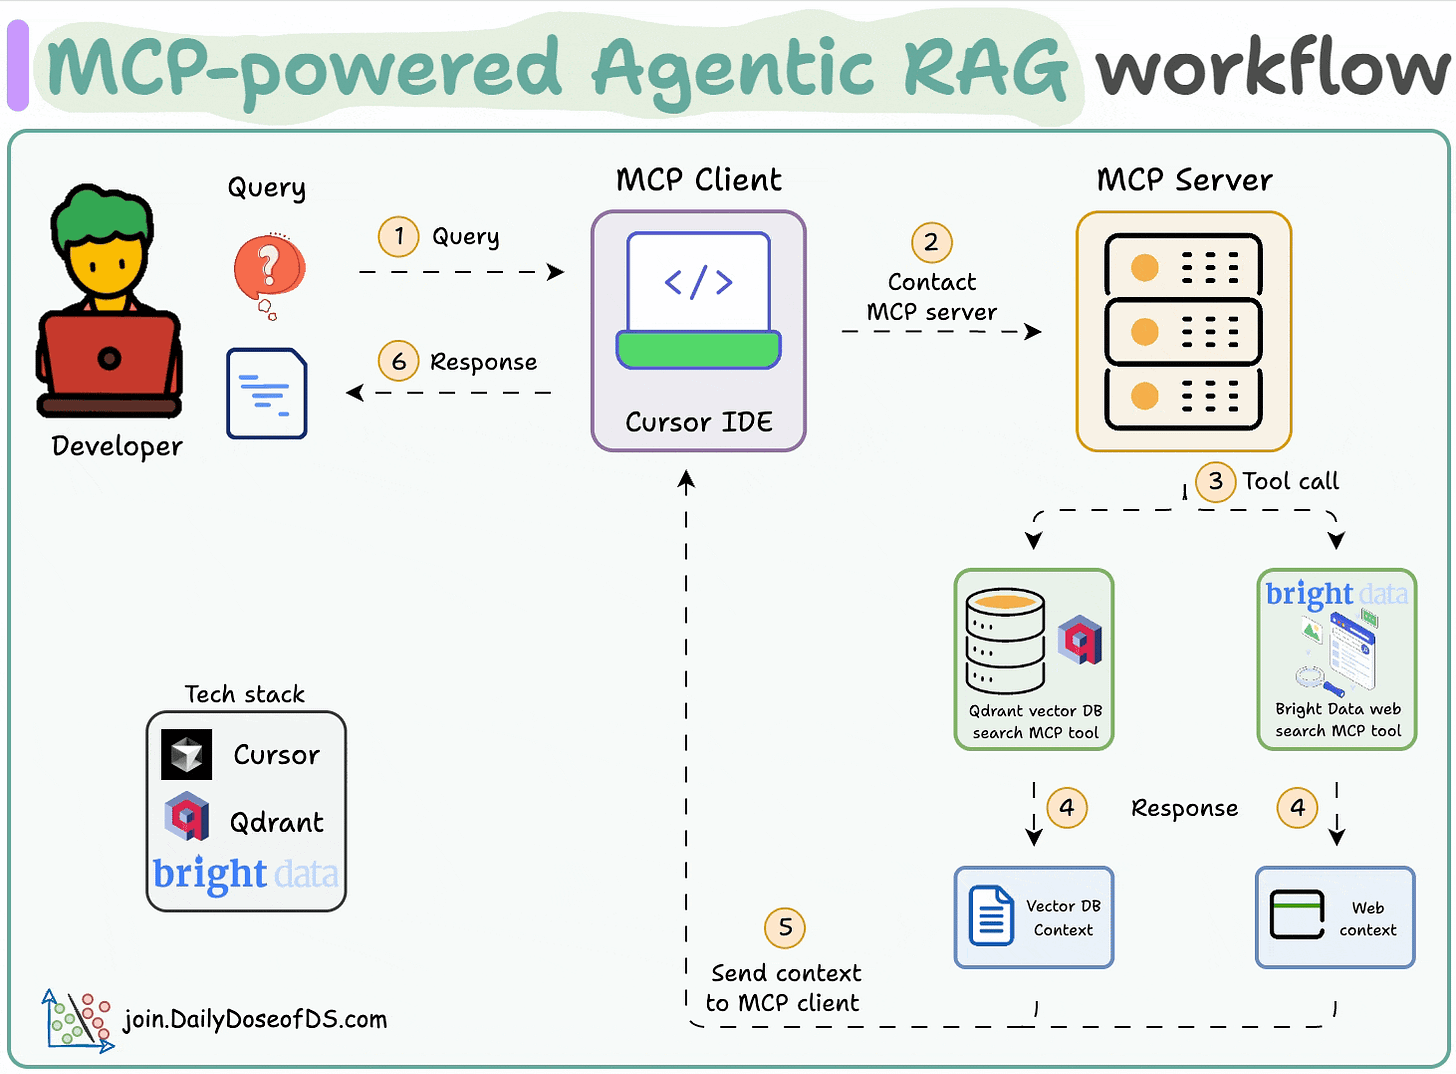 MCP-powered Agentic RAG workflow
Query
MCP Client
MCP Server
1 Query
2
Contact
MCP server
?
</>
6 Response
Cursor IDE
Developer
3 Tool call
bright data
Qdrant vector DB
search MCP tool
Bright Data web
search MCP tool
Tech stack
Cursor
Qdrant
bright data
4 Response 4
Vector DB
Context
Web
context
5
Send context
to MCP client
join.DailyDoseofDS.com